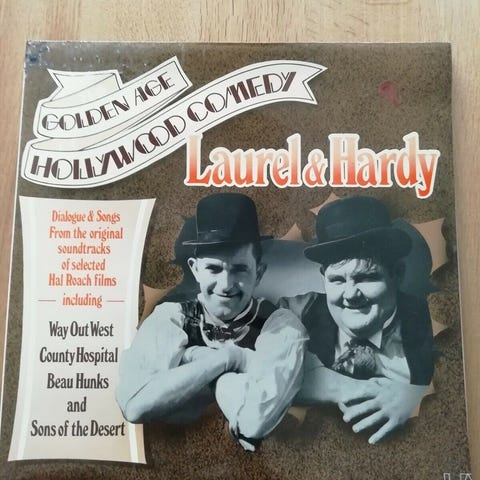 GOLDEN AGE
HOLLYWOOD COMEDY
Laurel & Hardy
Dialogue & Songs
From the original
soundtracks
of selected
Hal Roach films
including
Way Out West
County Hospital
Beau Hunks
and
Sons of the Desert